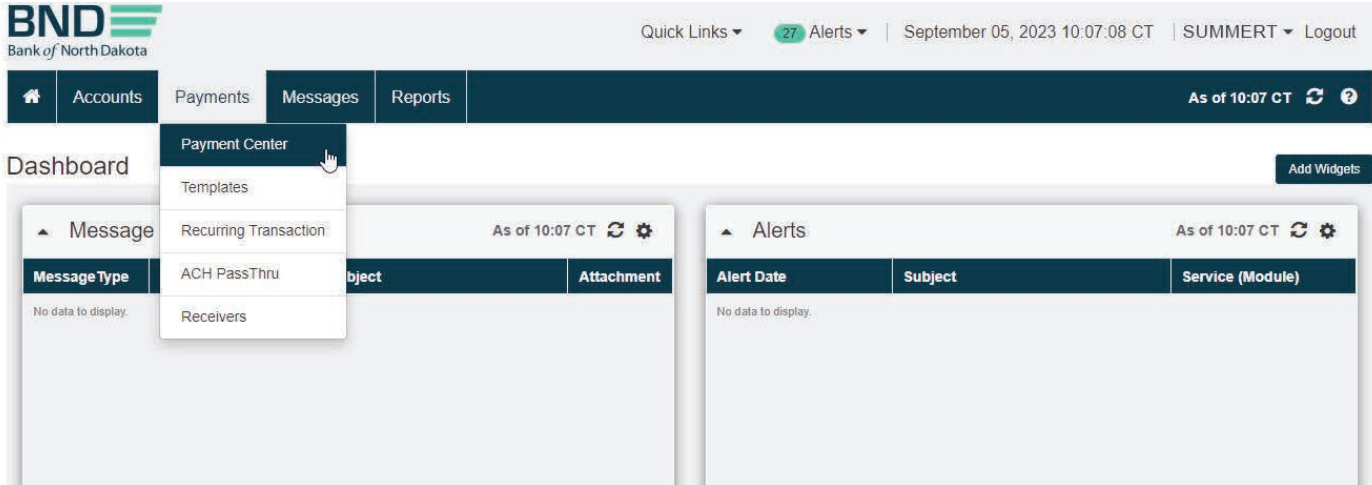 BND
Bank of North Dakota
Quick Links 27 Alerts September 05, 2023 10:07:08 CT SUMMERT Logout
Accounts Payments Messages Reports As of 10:07 CT
Payment Center
Dashboard
Add Widgets
Templates
Message As of 10:07 CT
Recurring Transaction
Alerts As of 10:07 CT
MessageType bject Attachment
ACH PassThru
Alert Date Subject Service (Module)
No data to display.
Receivers
No data to display.